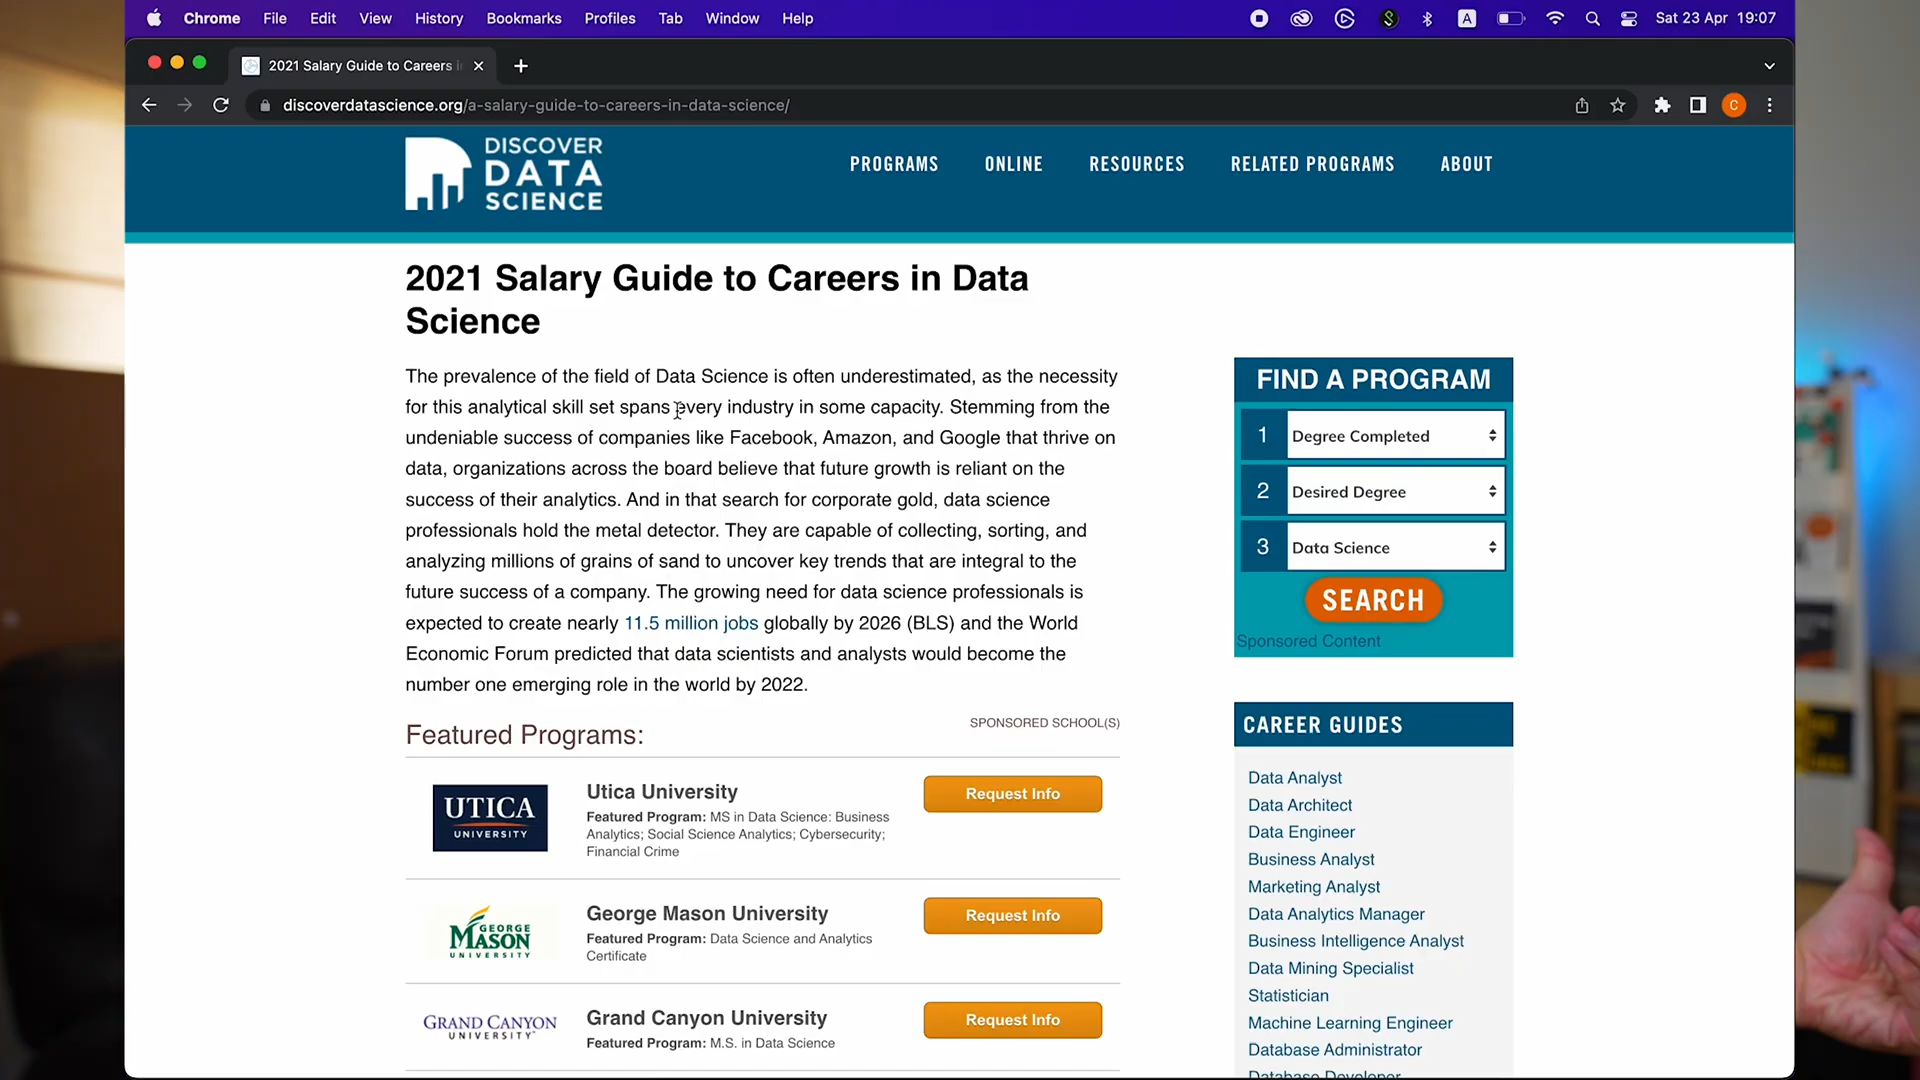 Chrome File Edit View History Bookmarks Profiles Tab Window Help A Sat 23 Apr 19:07
2021 Salary Guide to Careers i
discoverdatascience.org/a-salary-guide-to-careers-in-data-science/ C
DISCOVER
DATA
SCIENCE
PROGRAMS ONLINE RESOURCES RELATED PROGRAMS ABOUT
2021 Salary Guide to Careers in Data
Science
The prevalence of the field of Data Science is often underestimated, as the necessity
for this analytical skill set spans every industry in some capacity. Stemming from the
undeniable success of companies like Facebook, Amazon, and Google that thrive on
data, organizations across the board believe that future growth is reliant on the
success of their analytics. And in that search for corporate gold, data science
professionals hold the metal detector. They are capable of collecting, sorting, and
analyzing millions of grains of sand to uncover key trends that are integral to the
future success of a company. The growing need for data science professionals is
expected to create nearly 11.5 million jobs globally by 2026 (BLS) and the World
Economic Forum predicted that data scientists and analysts would become the
number one emerging role in the world by 2022.
SPONSORED SCHOOL(S)
Featured Programs:
UTICA
UNIVERSITY
Utica University
Featured Program: MS in Data Science: Business
Analytics; Social Science Analytics; Cybersecurity;
Financial Crime
Request Info
GEORGE
MASON
UNIVERSITY
George Mason University
Featured Program: Data Science and Analytics
Certificate
Request Info
GRAND CANYON
UNIVERSITY
Grand Canyon University
Featured Program: M.S. in Data Science
Request Info
FIND A PROGRAM
1 Degree Completed
2 Desired Degree
3 Data Science
SEARCH
Sponsored Content
CAREER GUIDES
Data Analyst
Data Architect
Data Engineer
Business Analyst
Marketing Analyst
Data Analytics Manager
Business Intelligence Analyst
Data Mining Specialist
Statistician
Machine Learning Engineer
Database Administrator
Database Developer